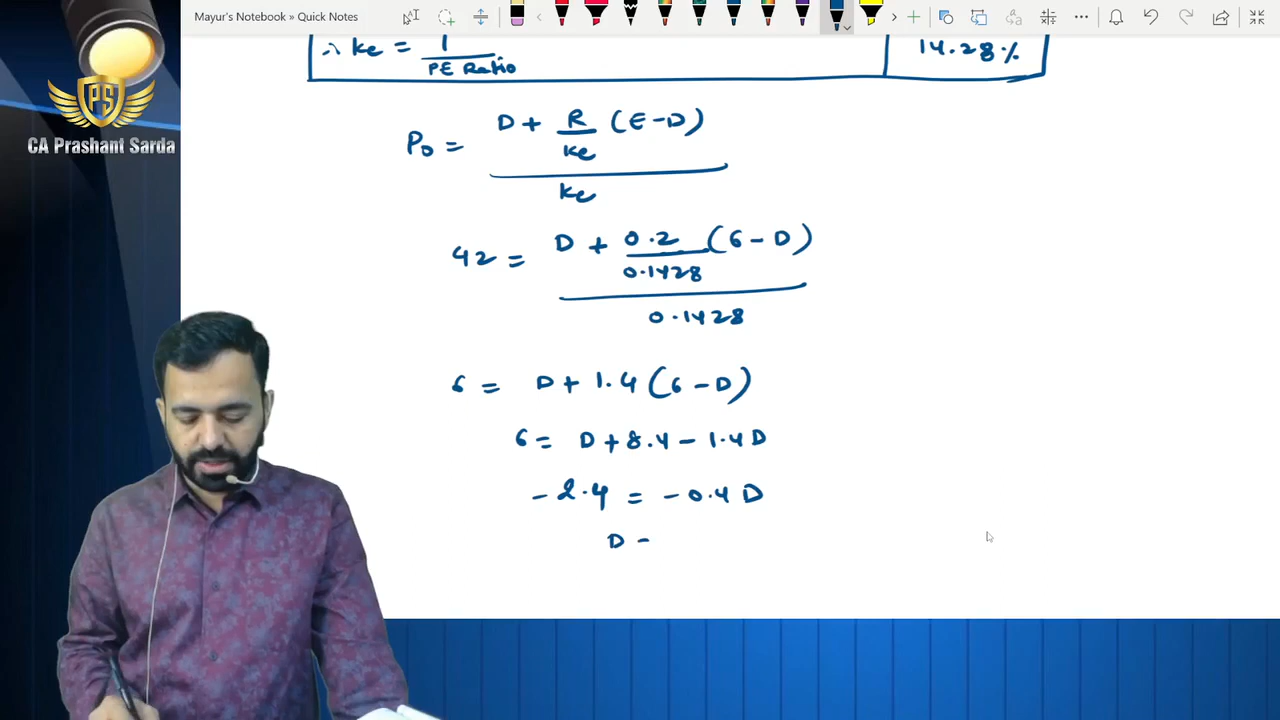 Mayur's Notebook » Quick Notes
PS
CA Prashant Sarda
∴ Ke = 1 / PE Ratio
14.28%
P0 = (D + R/Ke (E-D)) / Ke
42 = (D + 0.2/0.1428 (6-D)) / 0.1428
6 = D + 1.4 (6-D)
6 = D + 8.4 - 1.4D
-2.4 = -0.4D
D -